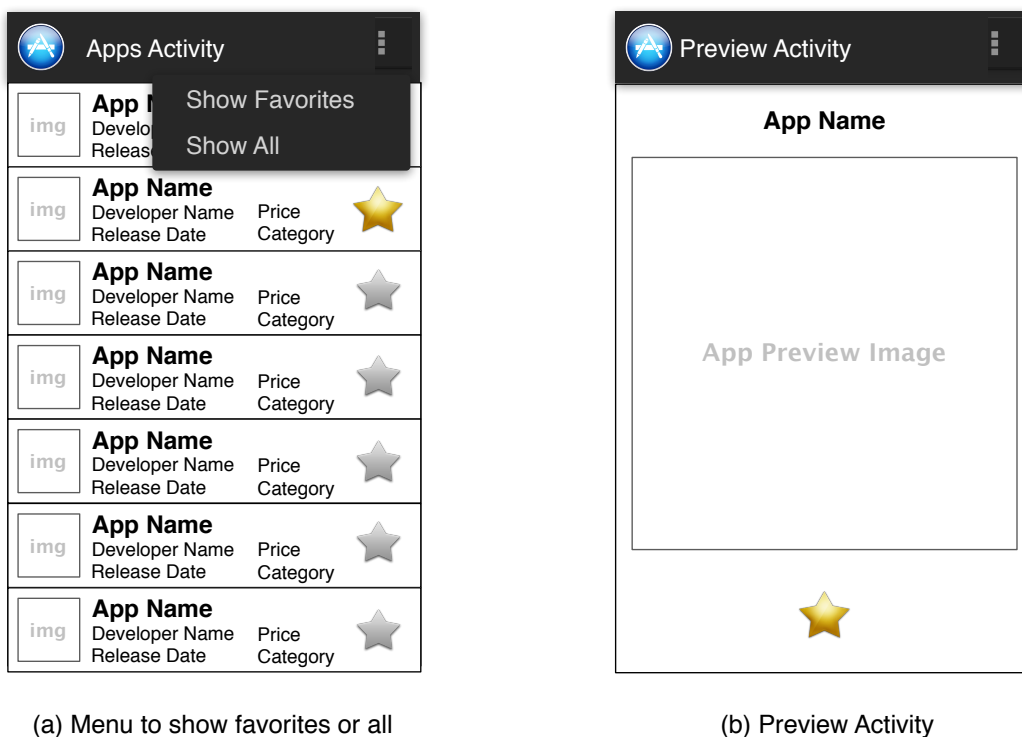 Apps Activity
Show Favorites
Show All
img
App
img
App Name
Developer Name Price
Release Date Category
img
App Name
Developer Name Price
Release Date Category
img
App Name
Developer Name Price
Release Date Category
img
App Name
Developer Name Price
Release Date Category
img
App Name
Developer Name Price
Release Date Category
img
App Name
Developer Name Price
Release Date Category
(a) Menu to show favorites or all
Preview Activity
App Name
App Preview Image
(b) Preview Activity